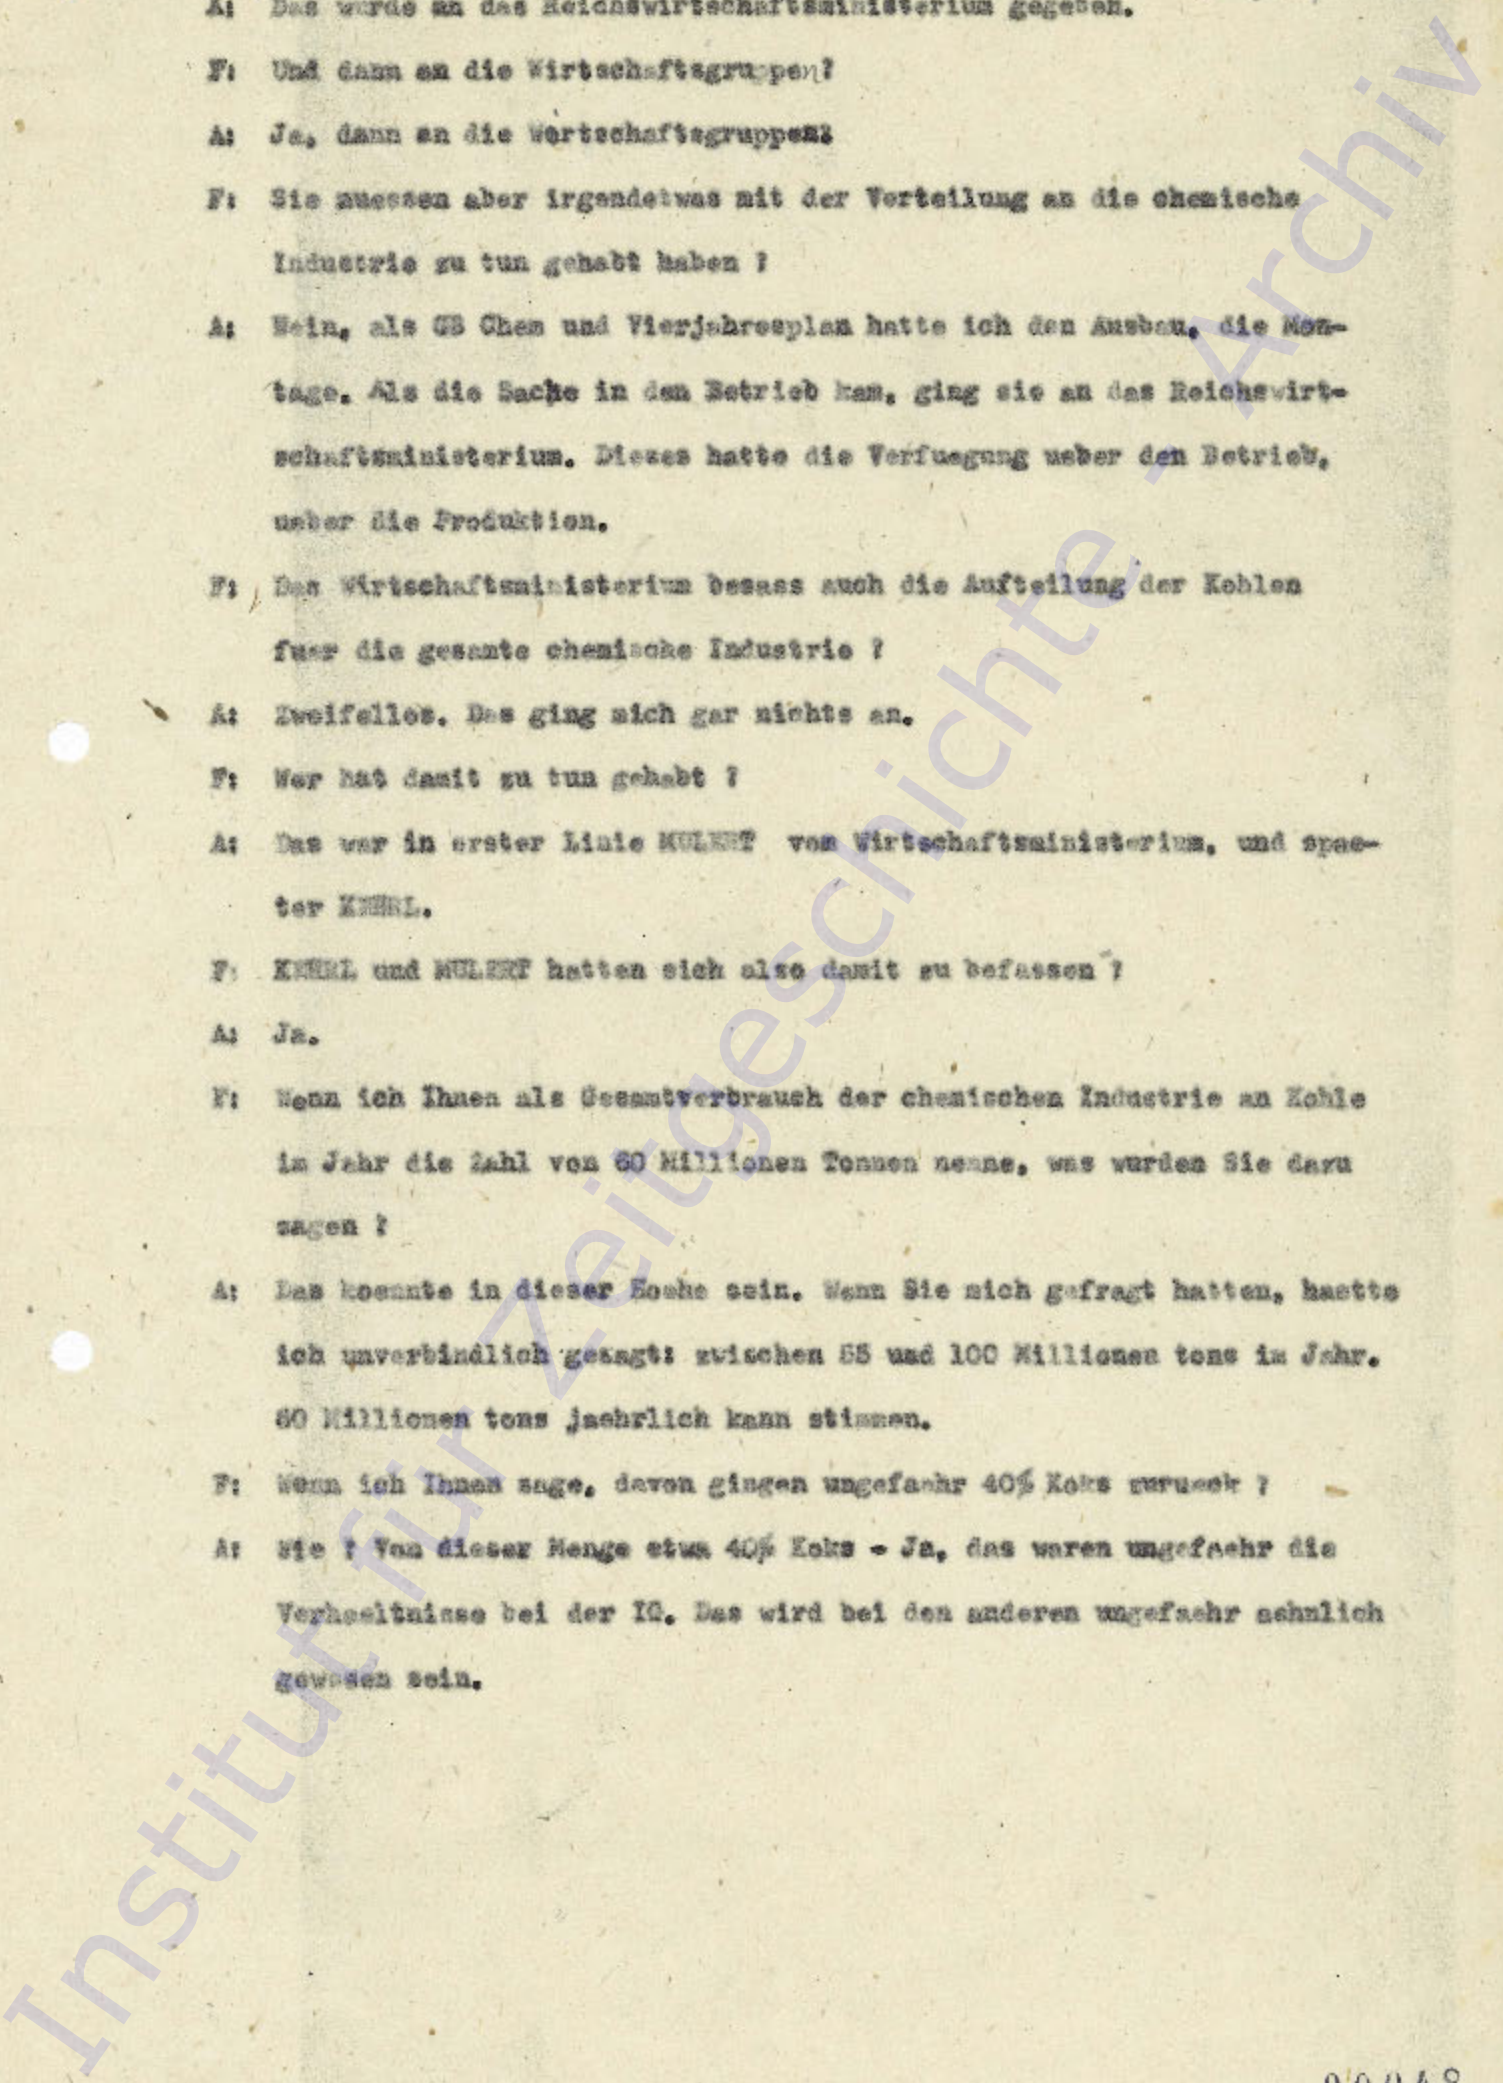 A: Das wurde an das Reichswirtschaftsministerium gegeben.
F: Und dann an die Wirtschaftsgruppen?
A: Ja, dann an die Wërtschaftsgruppen?
F: Sie muessen aber irgendetwas mit der Verteilung an die chemische
Industrie zu tun gehabt haben ?
A: Nein, als GB Chem und Vierjahresplan hatte ich den Ausbau, die Mon-
tage. Als die Sache in den Betrieb kam, ging sie an das Reichswirt-
schaftsministerium. Dieses hatte die Verfuegung ueber den Betrieb,
ueber die Produktion.
F: Das Wirtschaftsministerium besass auch die Aufteilung der Kohlen
fuer die gesamte chemische Industrie ?
A: Zweifellos. Das ging mich gar nichts an.
F: Wer hat damit zu tun gehabt ?
A: Das war in erster Linie MULERT vom Wirtschaftsministerium, und spae-
ter KEHRL.
F: KEHRL und MULERT hatten sich also damit zu befassen ?
A: Ja.
F: Wenn ich Ihnen als Gesamtverbrauch der chemischen Industrie an Kohle
im Jahr die Zahl von 60 Millionen Tonnen nenne, was wurden Sie dazu
sagen ?
A: Das koennte in dieser Hoehe sein. Wenn Sie mich gefragt hatten, haette
ich unverbindlich gesagt: zwischen und 100 Millionen tons im Jahr.
Millionen tons jaehrlich kann stimmen.
F: Wenn ich Ihnen sage, davon gingen ungefaehr 40% Koks zurueck ?
A: Wie ? Von dieser Menge etwa 40% Koks - Ja, das waren ungefaehr die
Verhaeltnisse bei der IG. Das wird bei den anderen ungefaehr aehnlich
gewesen sein.
Institut für Zeitgeschichte - Archiv